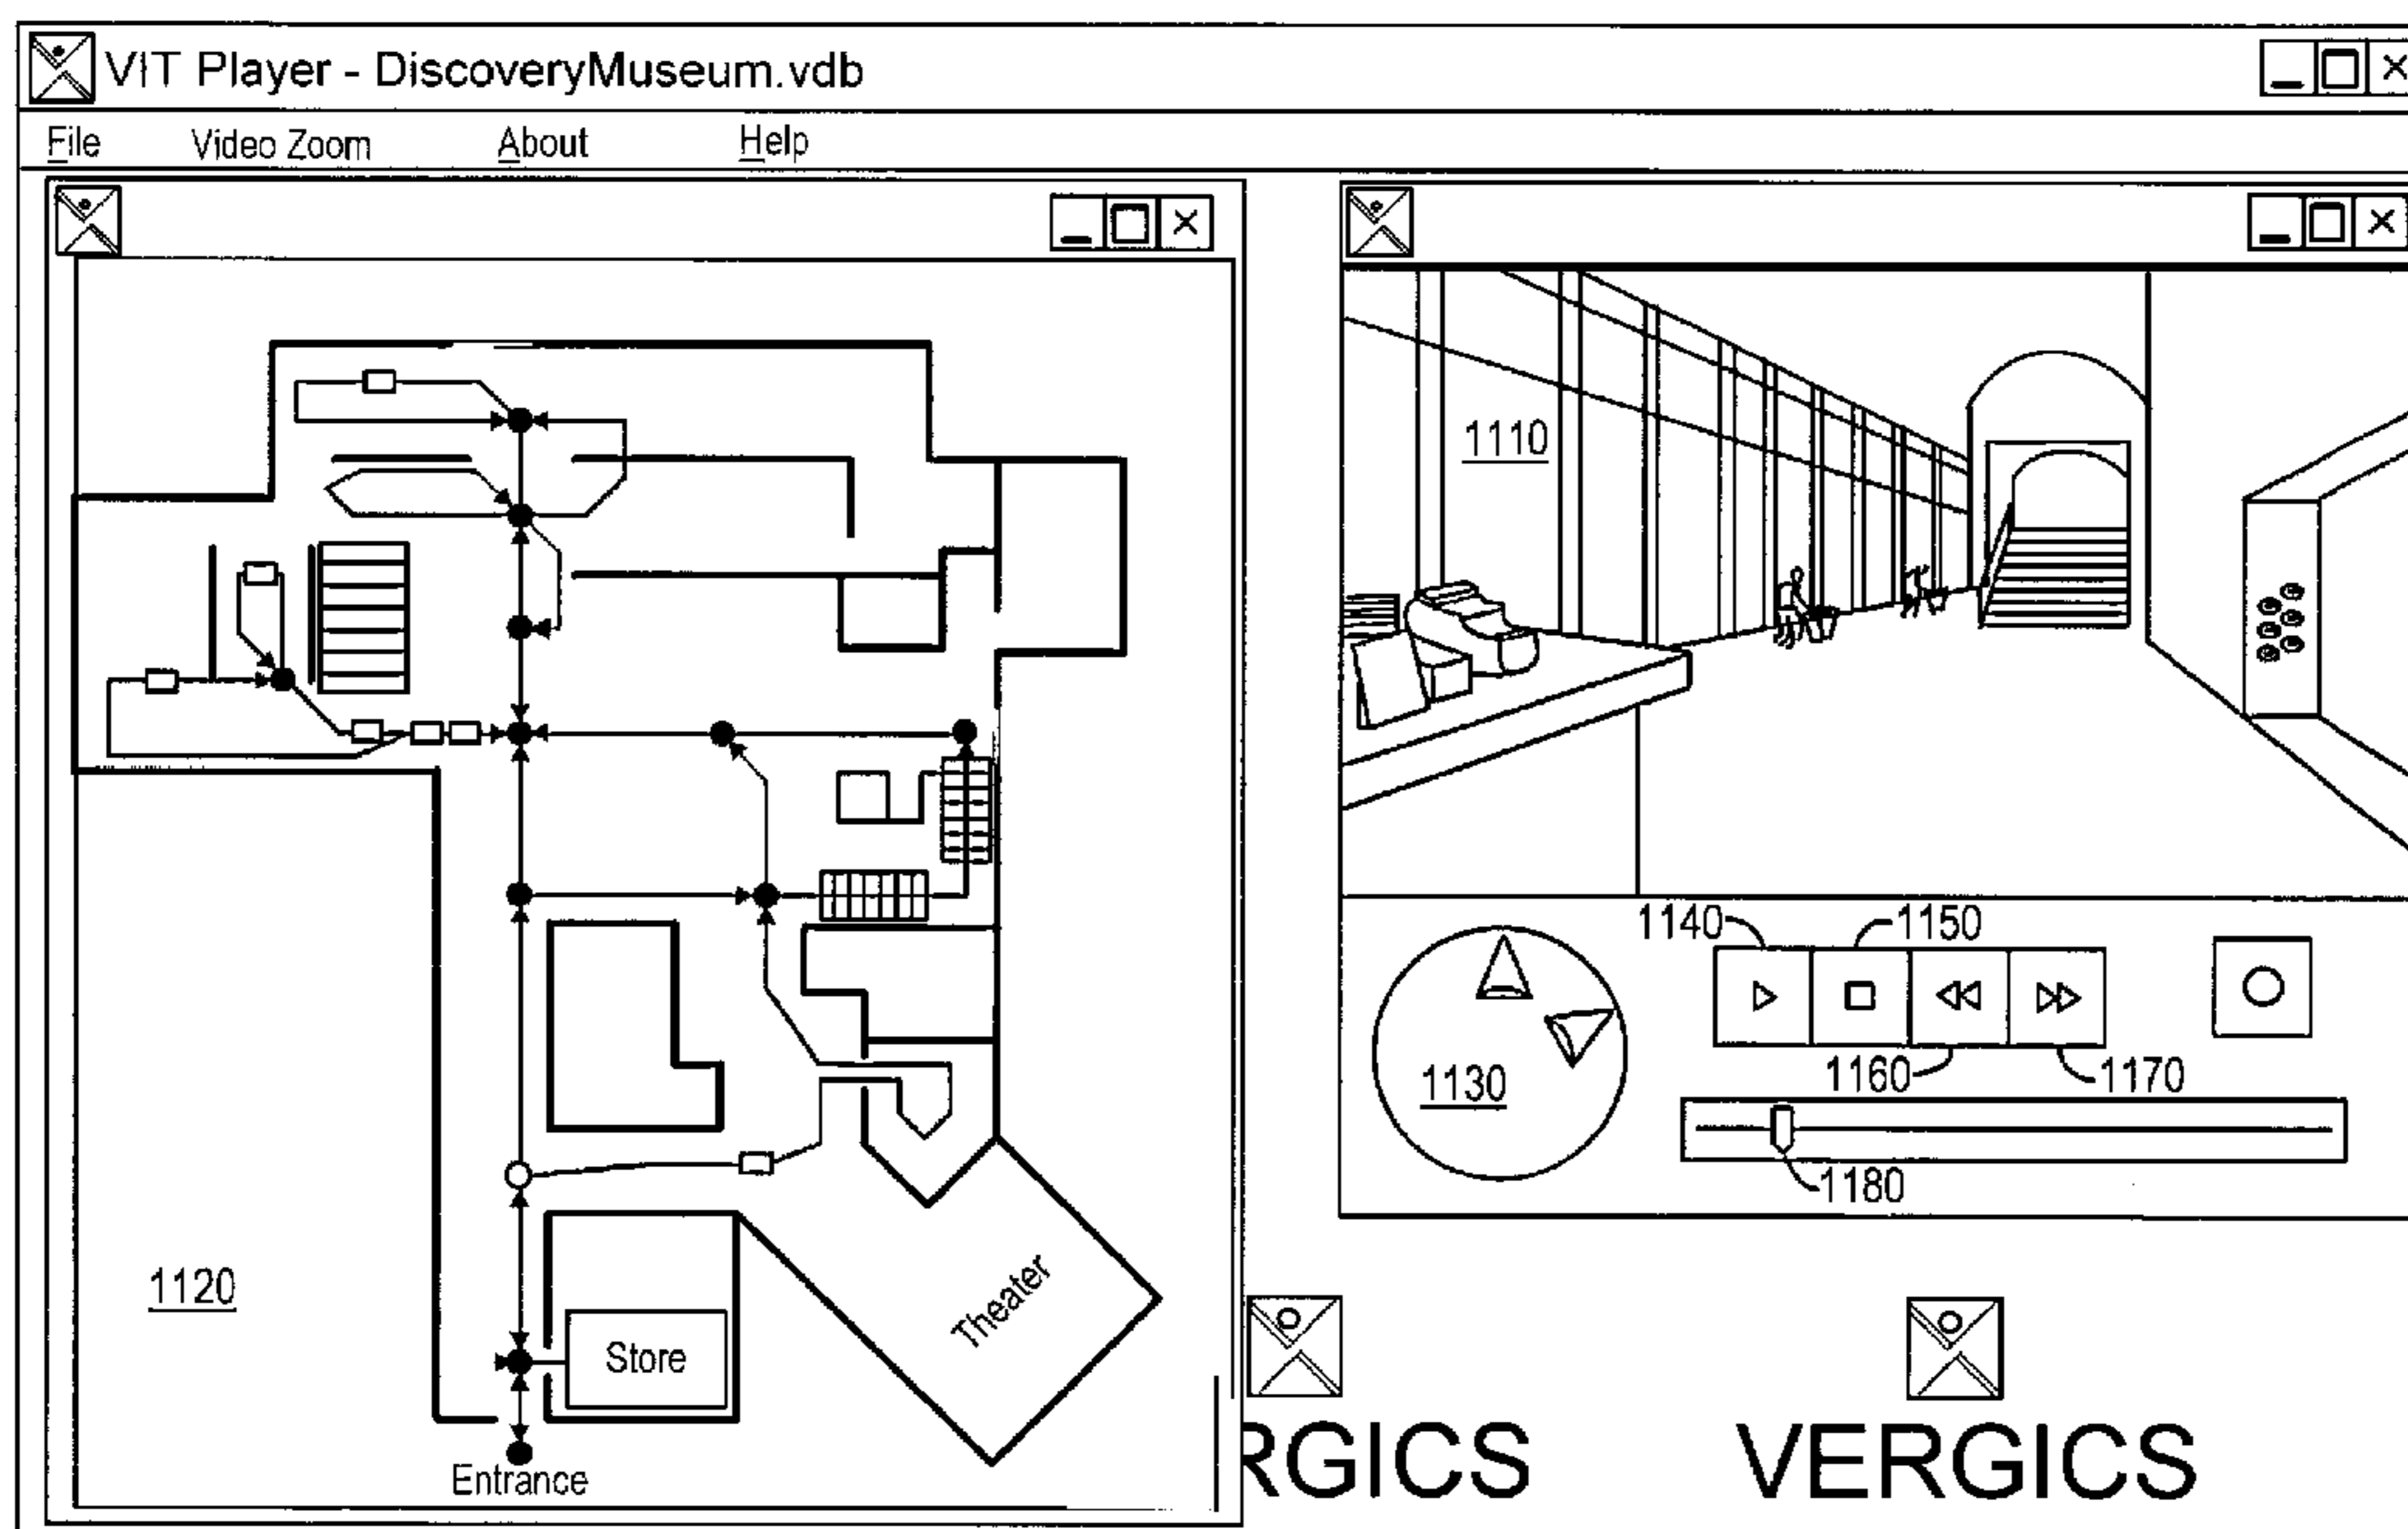 VIT Player - DiscoveryMuseum.vdb
File Video Zoom About Help
1110
1120
Store
Theater
Entrance
1140 1150
1130
1160 1170
1180
RGICS
VERGICS